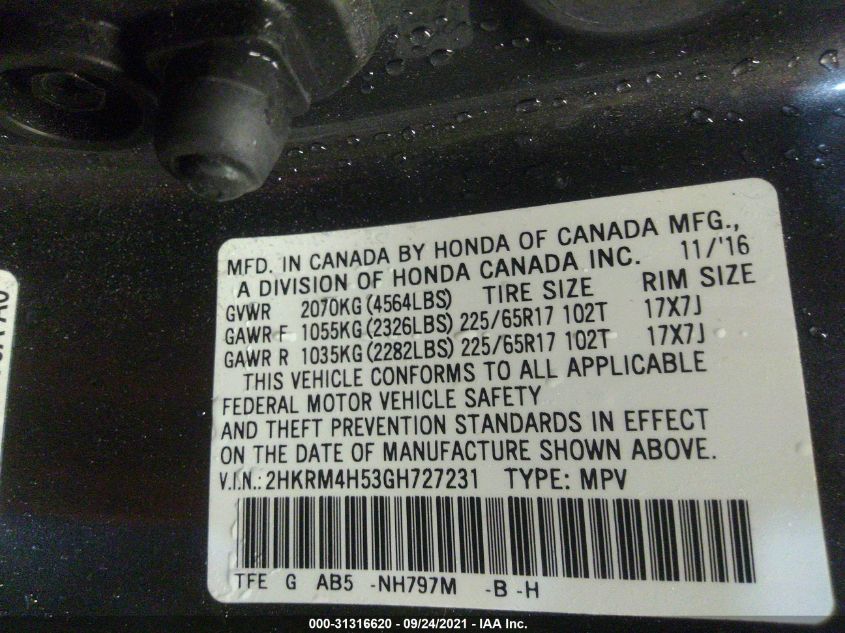 MFD. IN CANADA BY HONDA OF CANADA MFG.,
A DIVISION OF HONDA CANADA INC. 11/'16
GVWR 2070KG(4564LBS) TIRE SIZE RIM SIZE
GAWR F 1055KG(2326LBS) 225/65R17 102T 17X7J
GAWR R 1035KG(2282LBS) 225/65R17 102T 17X7J
THIS VEHICLE CONFORMS TO ALL APPLICABLE
FEDERAL MOTOR VEHICLE SAFETY
AND THEFT PREVENTION STANDARDS IN EFFECT
ON THE DATE OF MANUFACTURE SHOWN ABOVE.
V.I.N.: 2HKRM4H53GH727231 TYPE: MPV
TFE G AB5 -NH797M -B -H
000-31316620 - 09/24/2021 - IAA Inc.